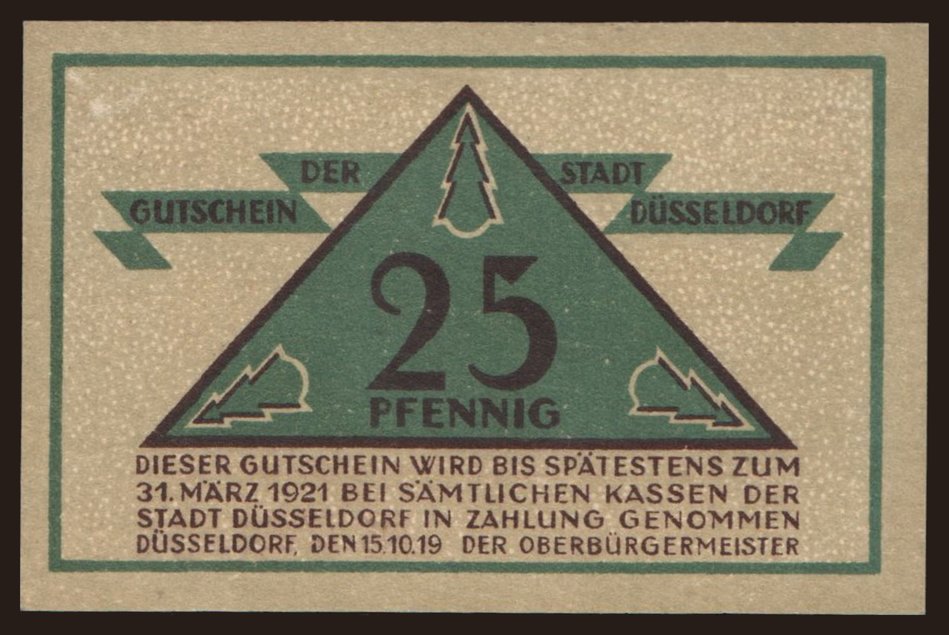 GUTSCHEIN DER STADT DÜSSELDORF
25
PFENNIG
DIESER GUTSCHEIN WIRD BIS SPÄTESTENS ZUM
31. MÄRZ 1921 BEI SÄMTLICHEN KASSEN DER
STADT DÜSSELDORF IN ZAHLUNG GENOMMEN
DÜSSELDORF, DEN 15.10.19 DER OBERBÜRGERMEISTER